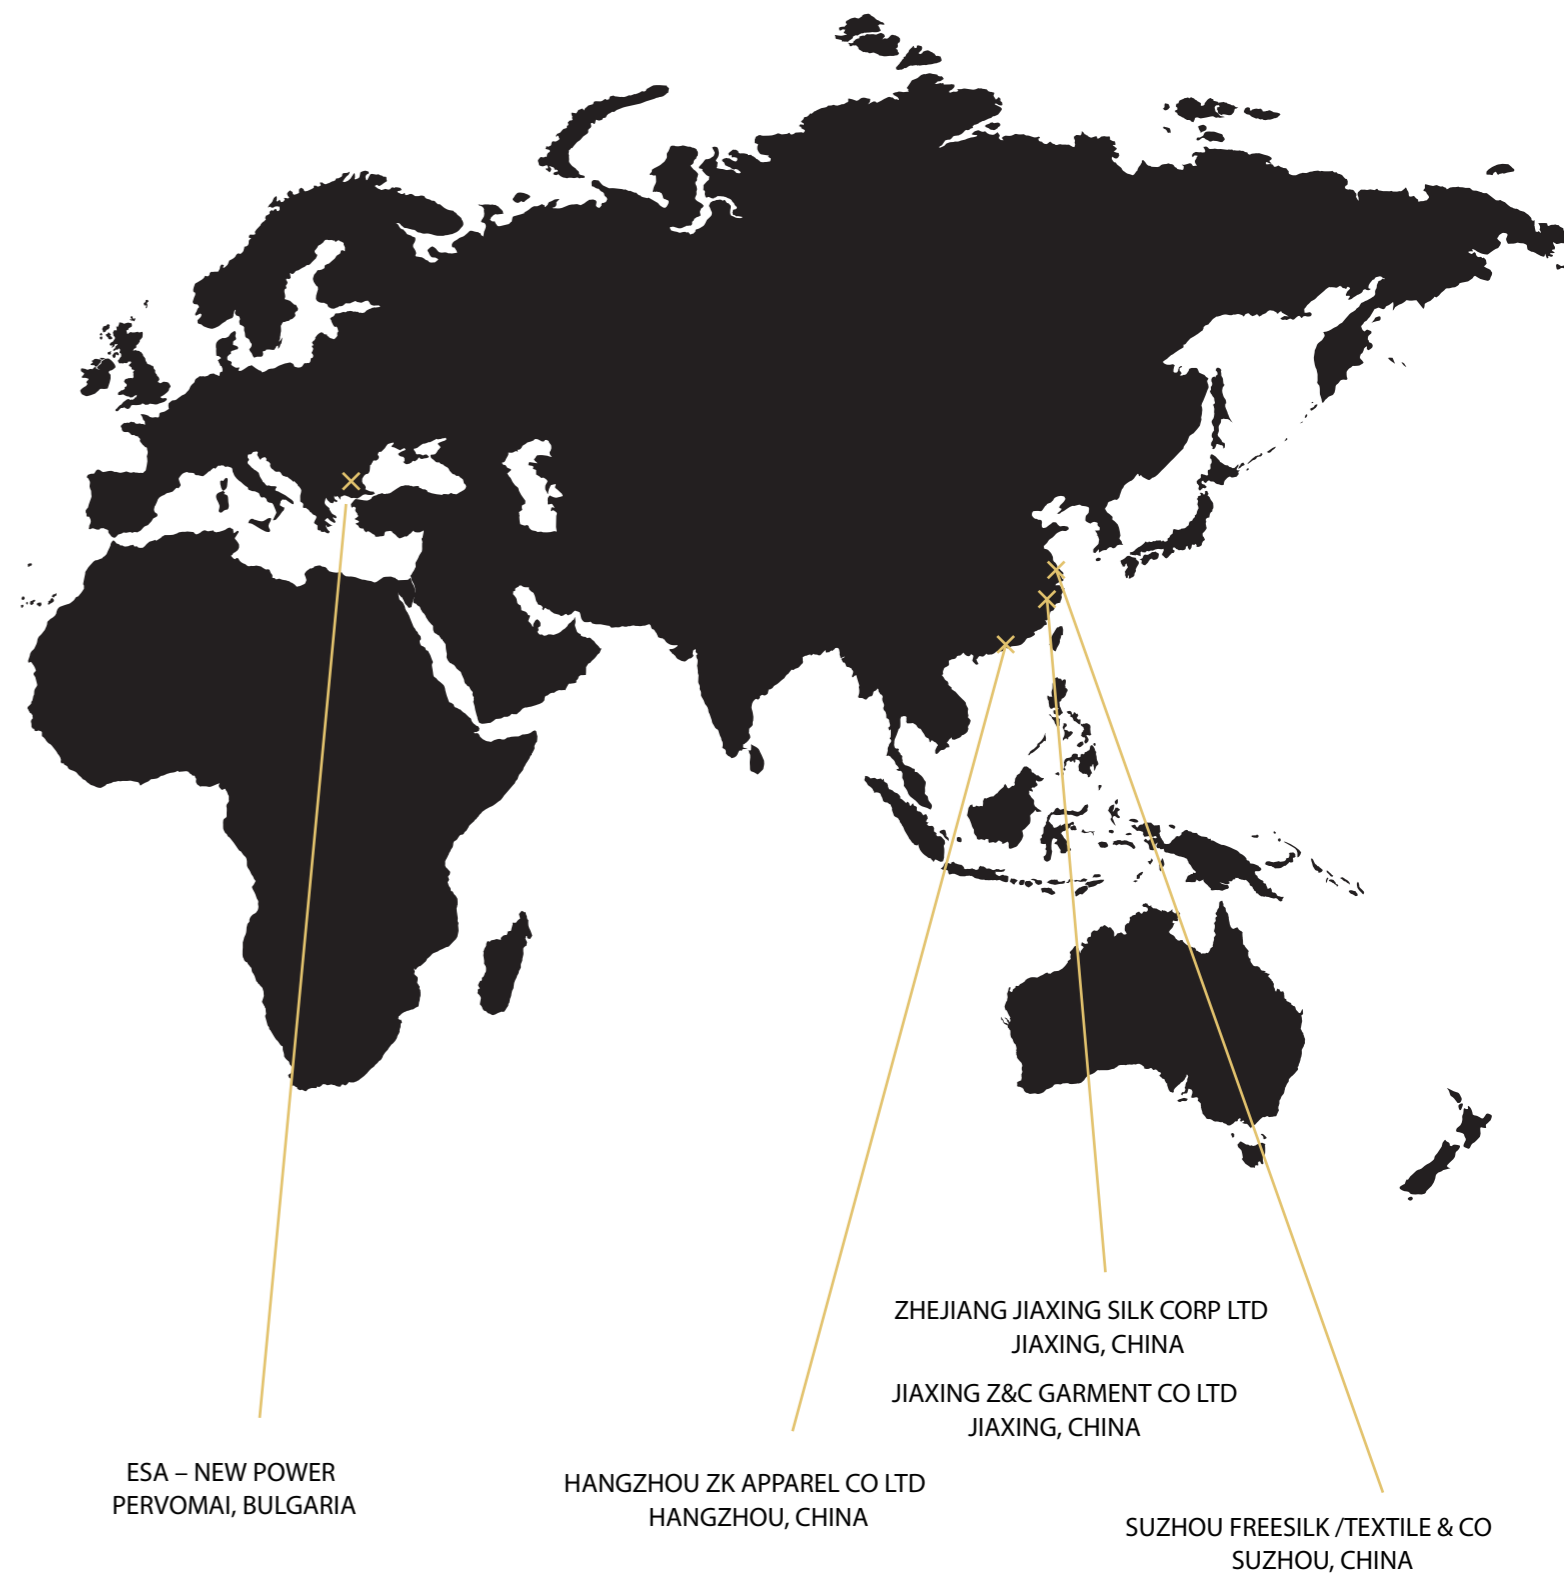 ZHEJIANG JIAXING SILK CORP LTD
JIAXING, CHINA
JIAXING Z&C GARMENT CO LTD
JIAXING, CHINA
ESA – NEW POWER
PERVOMAI, BULGARIA
HANGZHOU ZK APPAREL CO LTD
HANGZHOU, CHINA
SUZHOU FREESILK /TEXTILE & CO
SUZHOU, CHINA